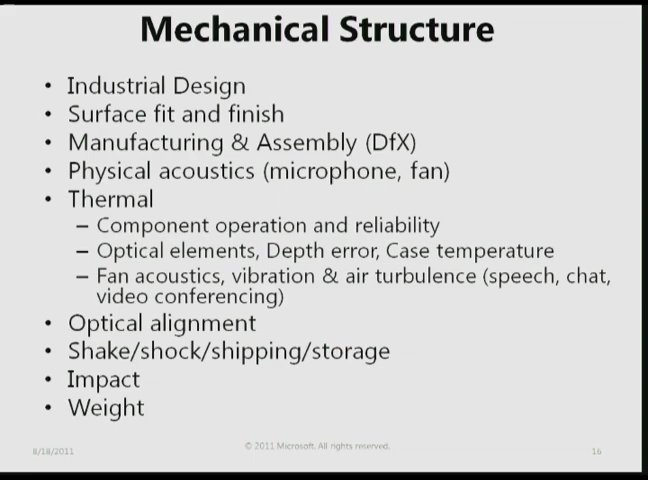 Mechanical Structure
• Industrial Design
• Surface fit and finish
• Manufacturing & Assembly (DfX)
• Physical acoustics (microphone, fan)
• Thermal
– Component operation and reliability
– Optical elements, Depth error, Case temperature
– Fan acoustics, vibration & air turbulence (speech, chat,
video conferencing)
• Optical alignment
• Shake/shock/shipping/storage
• Impact
• Weight
8/18/2011
© 2011 Microsoft. All rights reserved.
16